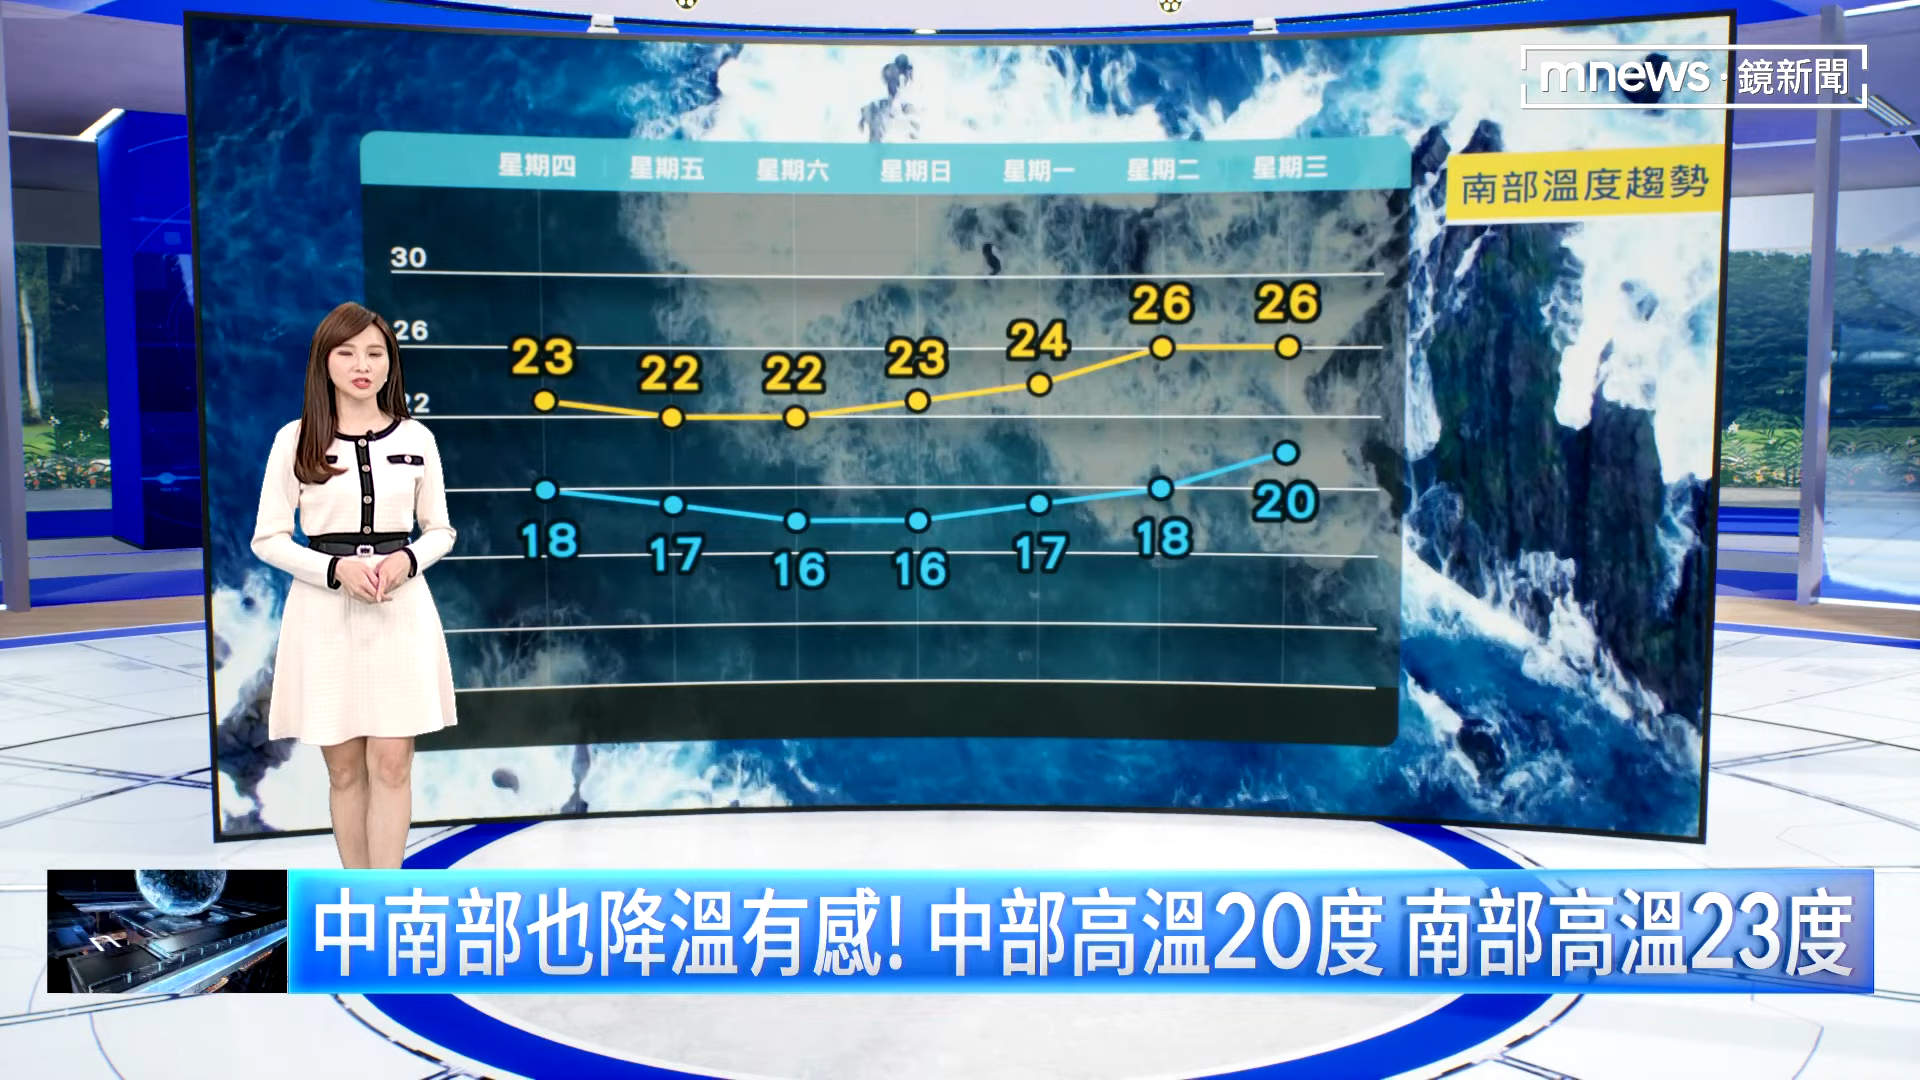 mnews·鏡新聞
南部溫度趨勢
星期四 星期五 星期六 星期日 星期一 星期二 星期三
30
26
22
23 22 22 23 24 26 26
18 17 16 16 17 18 20
中南部也降溫有感! 中部高溫20度 南部高溫23度